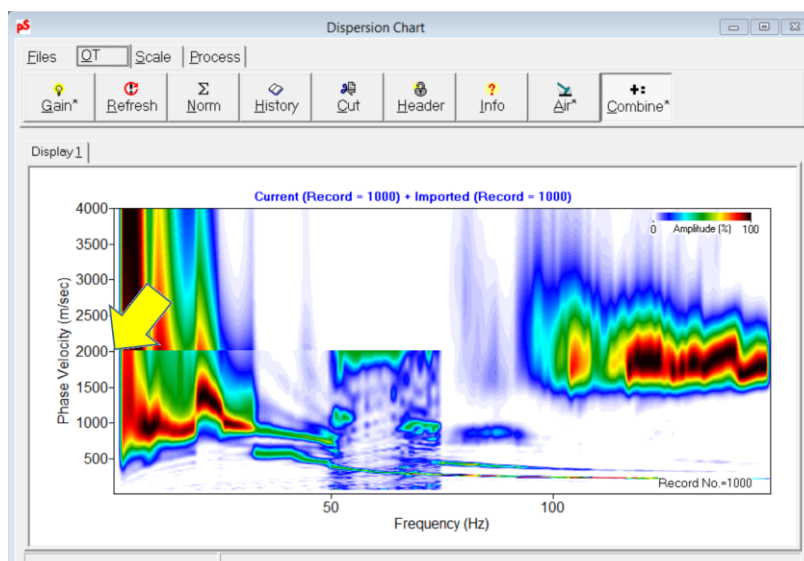 pS Dispersion Chart
Files QT Scale Process
Gain* Refresh Norm History Cut Header Info Air* Combine*
Display 1
Current (Record = 1000) + Imported (Record = 1000)
0 Amplitude (%) 100
Phase Velocity (m/sec)
4000
3500
3000
2500
2000
1500
1000
500
Record No.=1000
50 100
Frequency (Hz)